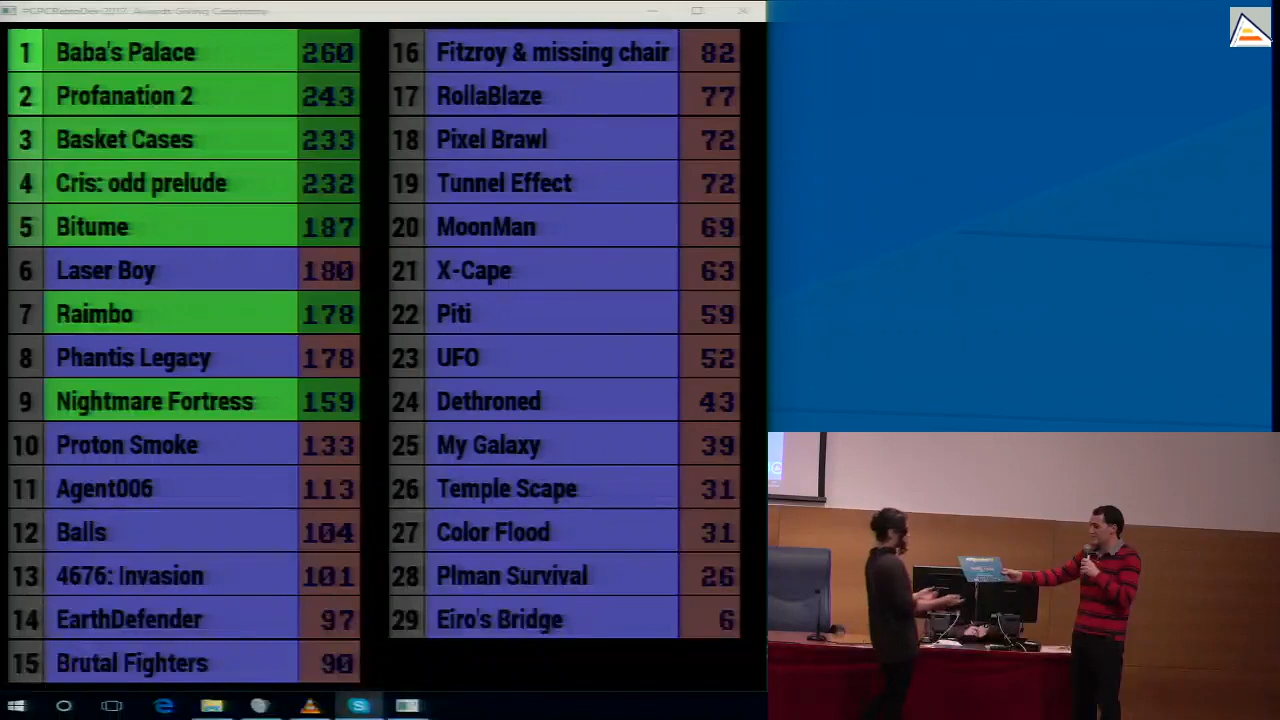 #CPCRetroDev 2017 Awards Giving Ceremony
1 Baba's Palace 260
2 Profanation 2 243
3 Basket Cases 233
4 Cris: odd prelude 232
5 Bitume 187
6 Laser Boy 180
7 Raimbo 178
8 Phantis Legacy 178
9 Nightmare Fortress 159
10 Proton Smoke 133
11 Agent006 113
12 Balls 104
13 4676: Invasion 101
14 EarthDefender 97
15 Brutal Fighters 90
16 Fitzroy & missing chair 82
17 RollaBlaze 77
18 Pixel Brawl 72
19 Tunnel Effect 72
20 MoonMan 69
21 X-Cape 63
22 Piti 59
23 UFO 52
24 Dethroned 43
25 My Galaxy 39
26 Temple Scape 31
27 Color Flood 31
28 Plman Survival 26
29 Eiro's Bridge 6